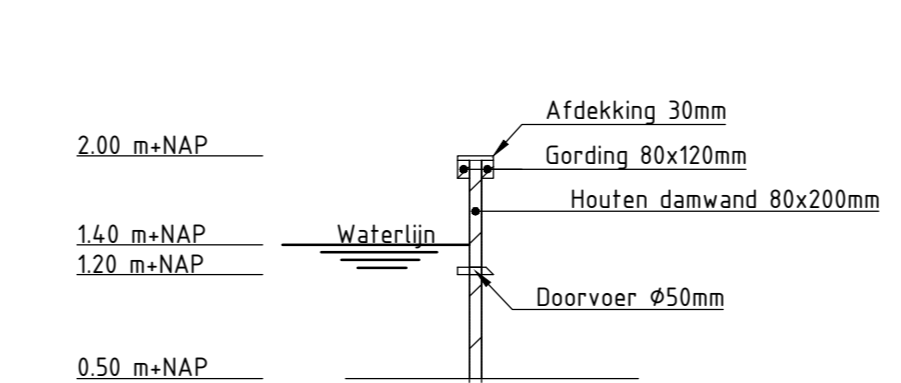 Afdekking 30mm
2.00 m+NAP
Gording 80x120mm
Houten damwand 80x200mm
1.40 m+NAP
Waterlijn
1.20 m+NAP
Doorvoer Ø50mm
0.50 m+NAP